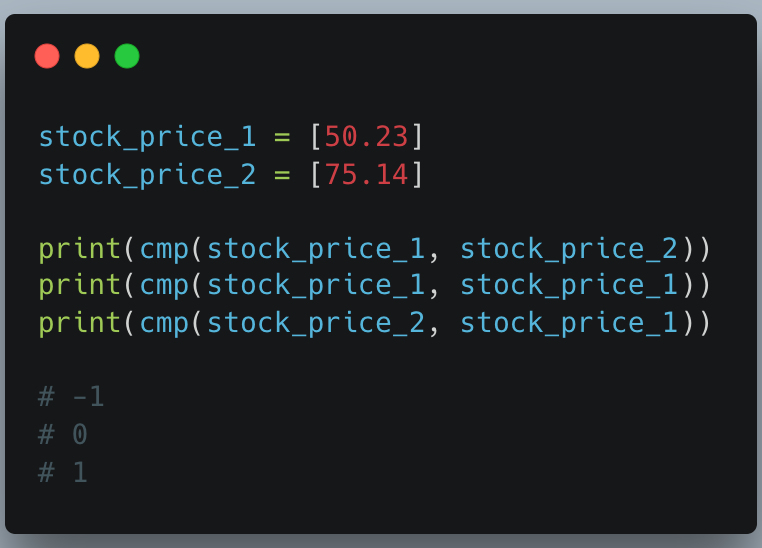 stock_price_1 = [50.23]
stock_price_2 = [75.14]
print(cmp(stock_price_1, stock_price_2))
print(cmp(stock_price_1, stock_price_1))
print(cmp(stock_price_2, stock_price_1))
# -1
# 0
# 1